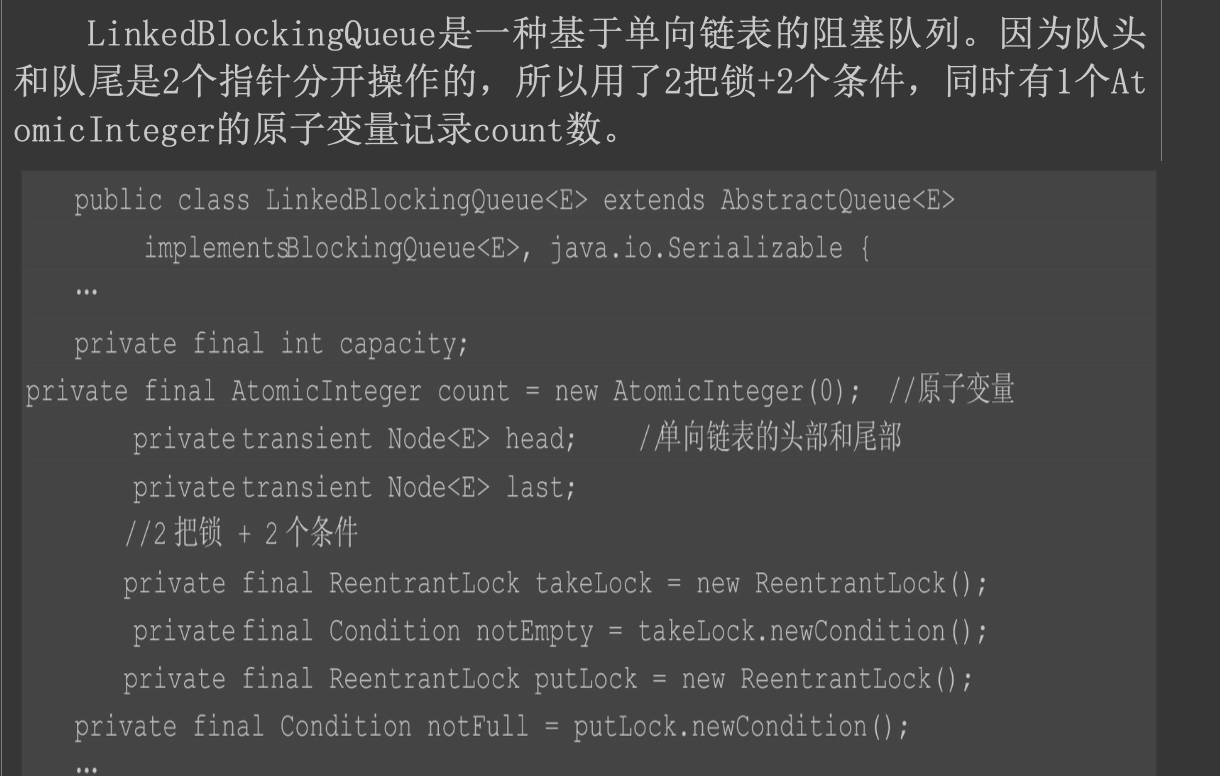 LinkedBlockingQueue是一种基于单向链表的阻塞队列。因为队头
和队尾是2个指针分开操作的，所以用了2把锁+2个条件，同时有1个At
omicInteger的原子变量记录count数。
public class LinkedBlockingQueue<E> extends AbstractQueue<E>
implementsBlockingQueue<E>, java.io.Serializable {
…
private final int capacity;
private final AtomicInteger count = new AtomicInteger(0); //原子变量
private transient Node<E> head; /单向链表的头部和尾部
private transient Node<E> last;
//2 把锁 + 2 个条件
private final ReentrantLock takeLock = new ReentrantLock();
private final Condition notEmpty = takeLock.newCondition();
private final ReentrantLock putLock = new ReentrantLock();
private final Condition notFull = putLock.newCondition();
…